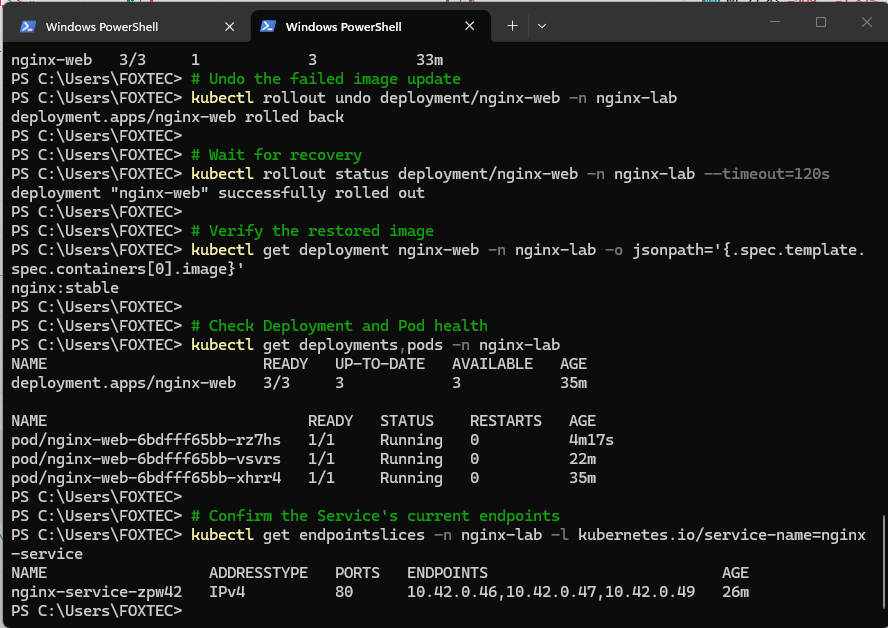 Windows PowerShell
Windows PowerShell
nginx-web   3/3     1            3           33m
PS C:\Users\FOXTEC> # Undo the failed image update
PS C:\Users\FOXTEC> kubectl rollout undo deployment/nginx-web -n nginx-lab
deployment.apps/nginx-web rolled back
PS C:\Users\FOXTEC>
PS C:\Users\FOXTEC> # Wait for recovery
PS C:\Users\FOXTEC> kubectl rollout status deployment/nginx-web -n nginx-lab --timeout=120s
deployment "nginx-web" successfully rolled out
PS C:\Users\FOXTEC>
PS C:\Users\FOXTEC> # Verify the restored image
PS C:\Users\FOXTEC> kubectl get deployment nginx-web -n nginx-lab -o jsonpath='{.spec.template.
spec.containers[0].image}'
nginx:stable
PS C:\Users\FOXTEC>
PS C:\Users\FOXTEC> # Check Deployment and Pod health
PS C:\Users\FOXTEC> kubectl get deployments,pods -n nginx-lab
NAME                        READY   UP-TO-DATE   AVAILABLE   AGE
deployment.apps/nginx-web   3/3     3            3           35m

NAME                             READY   STATUS    RESTARTS   AGE
pod/nginx-web-6bdfff65bb-rz7hs   1/1     Running   0          4m17s
pod/nginx-web-6bdfff65bb-vsvrs   1/1     Running   0          22m
pod/nginx-web-6bdfff65bb-xhrr4   1/1     Running   0          35m
PS C:\Users\FOXTEC>
PS C:\Users\FOXTEC> # Confirm the Service's current endpoints
PS C:\Users\FOXTEC> kubectl get endpointslices -n nginx-lab -l kubernetes.io/service-name=nginx
-service
NAME                  ADDRESSTYPE   PORTS   ENDPOINTS                          AGE
nginx-service-zpw42   IPv4          80      10.42.0.46,10.42.0.47,10.42.0.49   26m
PS C:\Users\FOXTEC>